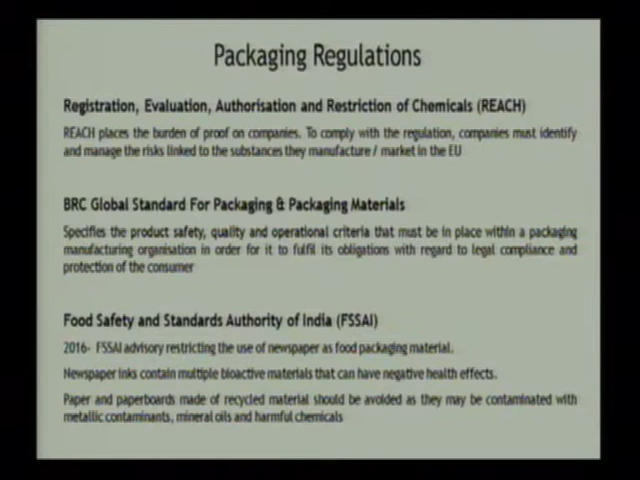 Packaging Regulations
Registration, Evaluation, Authorisation and Restriction of Chemicals (REACH)
REACH places the burden of proof on companies. To comply with the regulation, companies must identify
and manage the risks linked to the substances they manufacture / market in the EU
BRC Global Standard For Packaging & Packaging Materials
Specifies the product safety, quality and operational criteria that must be in place within a packaging
manufacturing organisation in order for it to fulfil its obligations with regard to legal compliance and
protection of the consumer
Food Safety and Standards Authority of India (FSSAI)
2016- FSSAI advisory restricting the use of newspaper as food packaging material.
Newspaper inks contain multiple bioactive materials that can have negative health effects.
Paper and paperboards made of recycled material should be avoided as they may be contaminated with
metallic contaminants, mineral oils and harmful chemicals